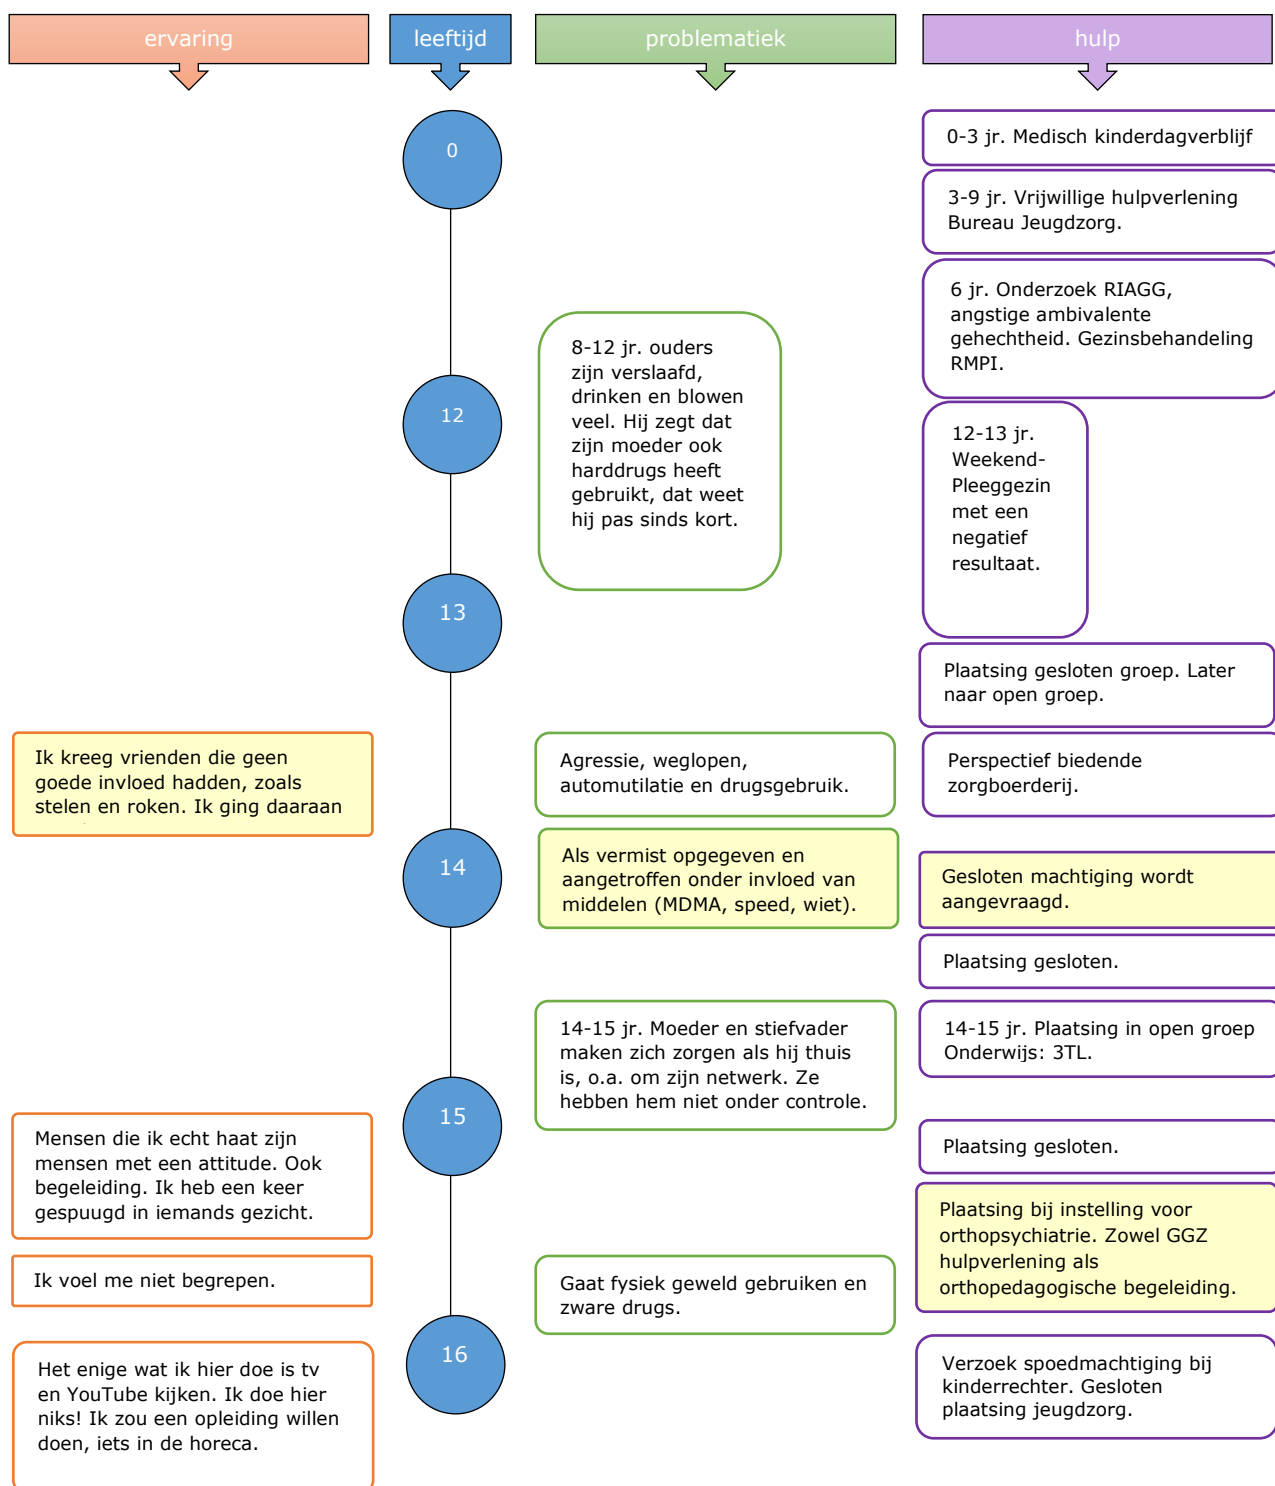 ervaring
leeftijd
problematiek
hulp
0
0-3 jr. Medisch kinderdagverblijf
3-9 jr. Vrijwillige hulpverlening
Bureau Jeugdzorg.
6 jr. Onderzoek RIAGG,
angstige ambivalente
gehechtheid. Gezinsbehandeling
RMPI.
8-12 jr. ouders
zijn verslaafd,
drinken en blowen
veel. Hij zegt dat
zijn moeder ook
harddrugs heeft
gebruikt, dat weet
hij pas sinds kort.
12
12-13 jr.
Weekend-
Pleeggezin
met een
negatief
resultaat.
13
Plaatsing gesloten groep. Later
naar open groep.
Ik kreeg vrienden die geen
goede invloed hadden, zoals
stelen en roken. Ik ging daaraan
Agressie, weglopen,
automutilatie en drugsgebruik.
Perspectief biedende
zorgboerderij.
14
Als vermist opgegeven en
aangetroffen onder invloed van
middelen (MDMA, speed, wiet).
Gesloten machtiging wordt
aangevraagd.
Plaatsing gesloten.
14-15 jr. Moeder en stiefvader
maken zich zorgen als hij thuis
is, o.a. om zijn netwerk. Ze
hebben hem niet onder controle.
14-15 jr. Plaatsing in open groep
Onderwijs: 3TL.
15
Mensen die ik echt haat zijn
mensen met een attitude. Ook
begeleiding. Ik heb een keer
gespuugd in iemands gezicht.
Plaatsing gesloten.
Plaatsing bij instelling voor
orthopsychiatrie. Zowel GGZ
hulpverlening als
orthopedagogische begeleiding.
Ik voel me niet begrepen.
Gaat fysiek geweld gebruiken en
zware drugs.
16
Het enige wat ik hier doe is tv
en YouTube kijken. Ik doe hier
niks! Ik zou een opleiding willen
doen, iets in de horeca.
Verzoek spoedmachtiging bij
kinderrechter. Gesloten
plaatsing jeugdzorg.